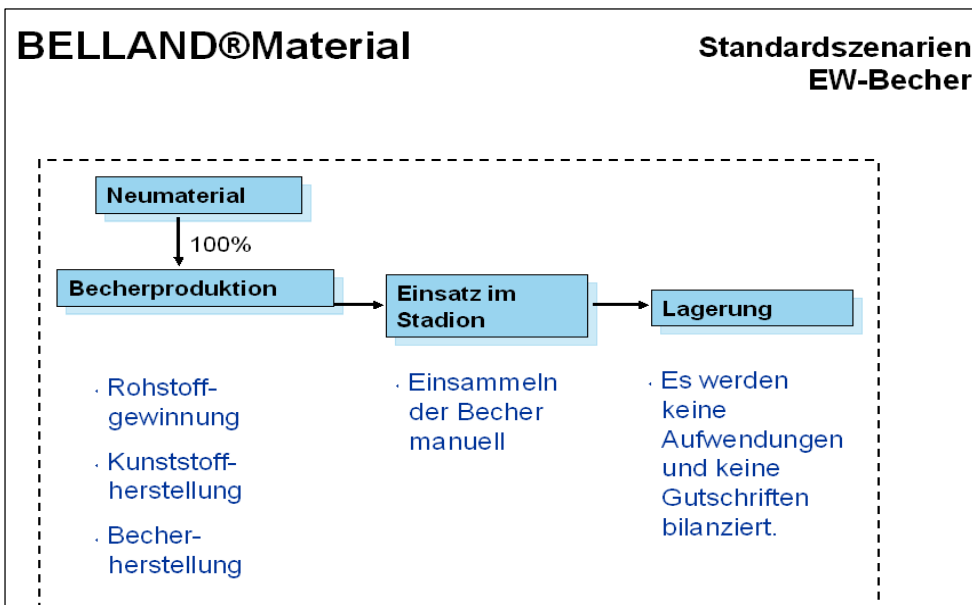 BELLAND®Material
Standardszenarien
EW-Becher
Neumaterial
100%
Becherproduktion
Einsatz im
Stadion
Lagerung
· Rohstoff-
gewinnung
· Kunststoff-
herstellung
· Becher-
herstellung
· Einsammeln
der Becher
manuell
· Es werden
keine
Aufwendungen
und keine
Gutschriften
bilanziert.